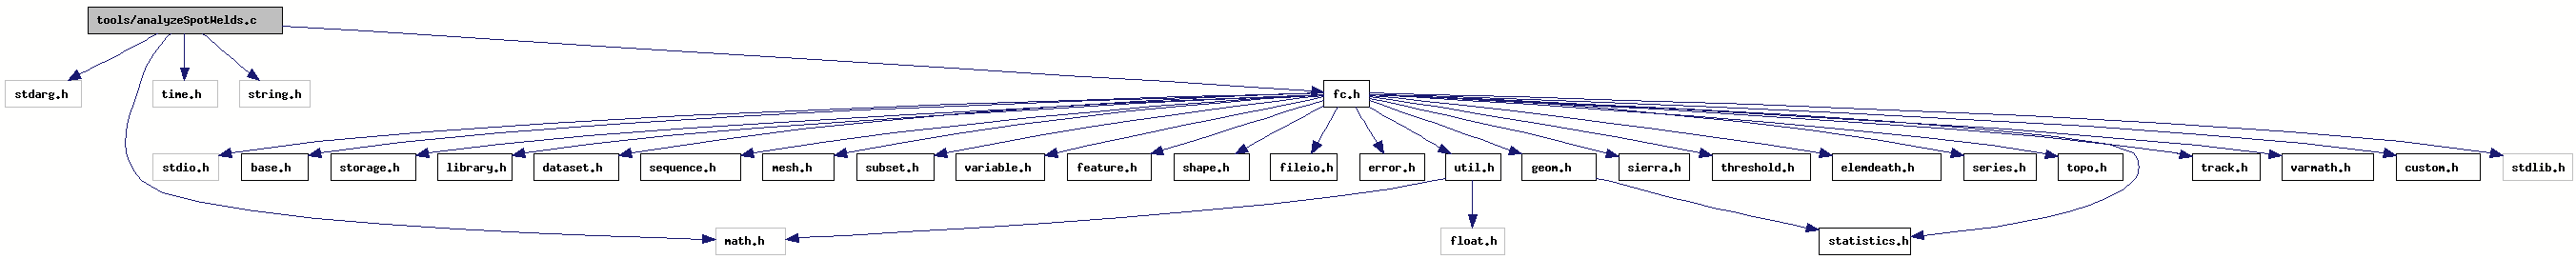 tools/analyzeSpotWelds.c
stdarg.h
time.h
string.h
fc.h
stdio.h
base.h
storage.h
library.h
dataset.h
sequence.h
mesh.h
subset.h
variable.h
feature.h
shape.h
fileio.h
error.h
util.h
geom.h
sierra.h
threshold.h
elemdeath.h
series.h
topo.h
track.h
varmath.h
custom.h
stdlib.h
math.h
float.h
statistics.h